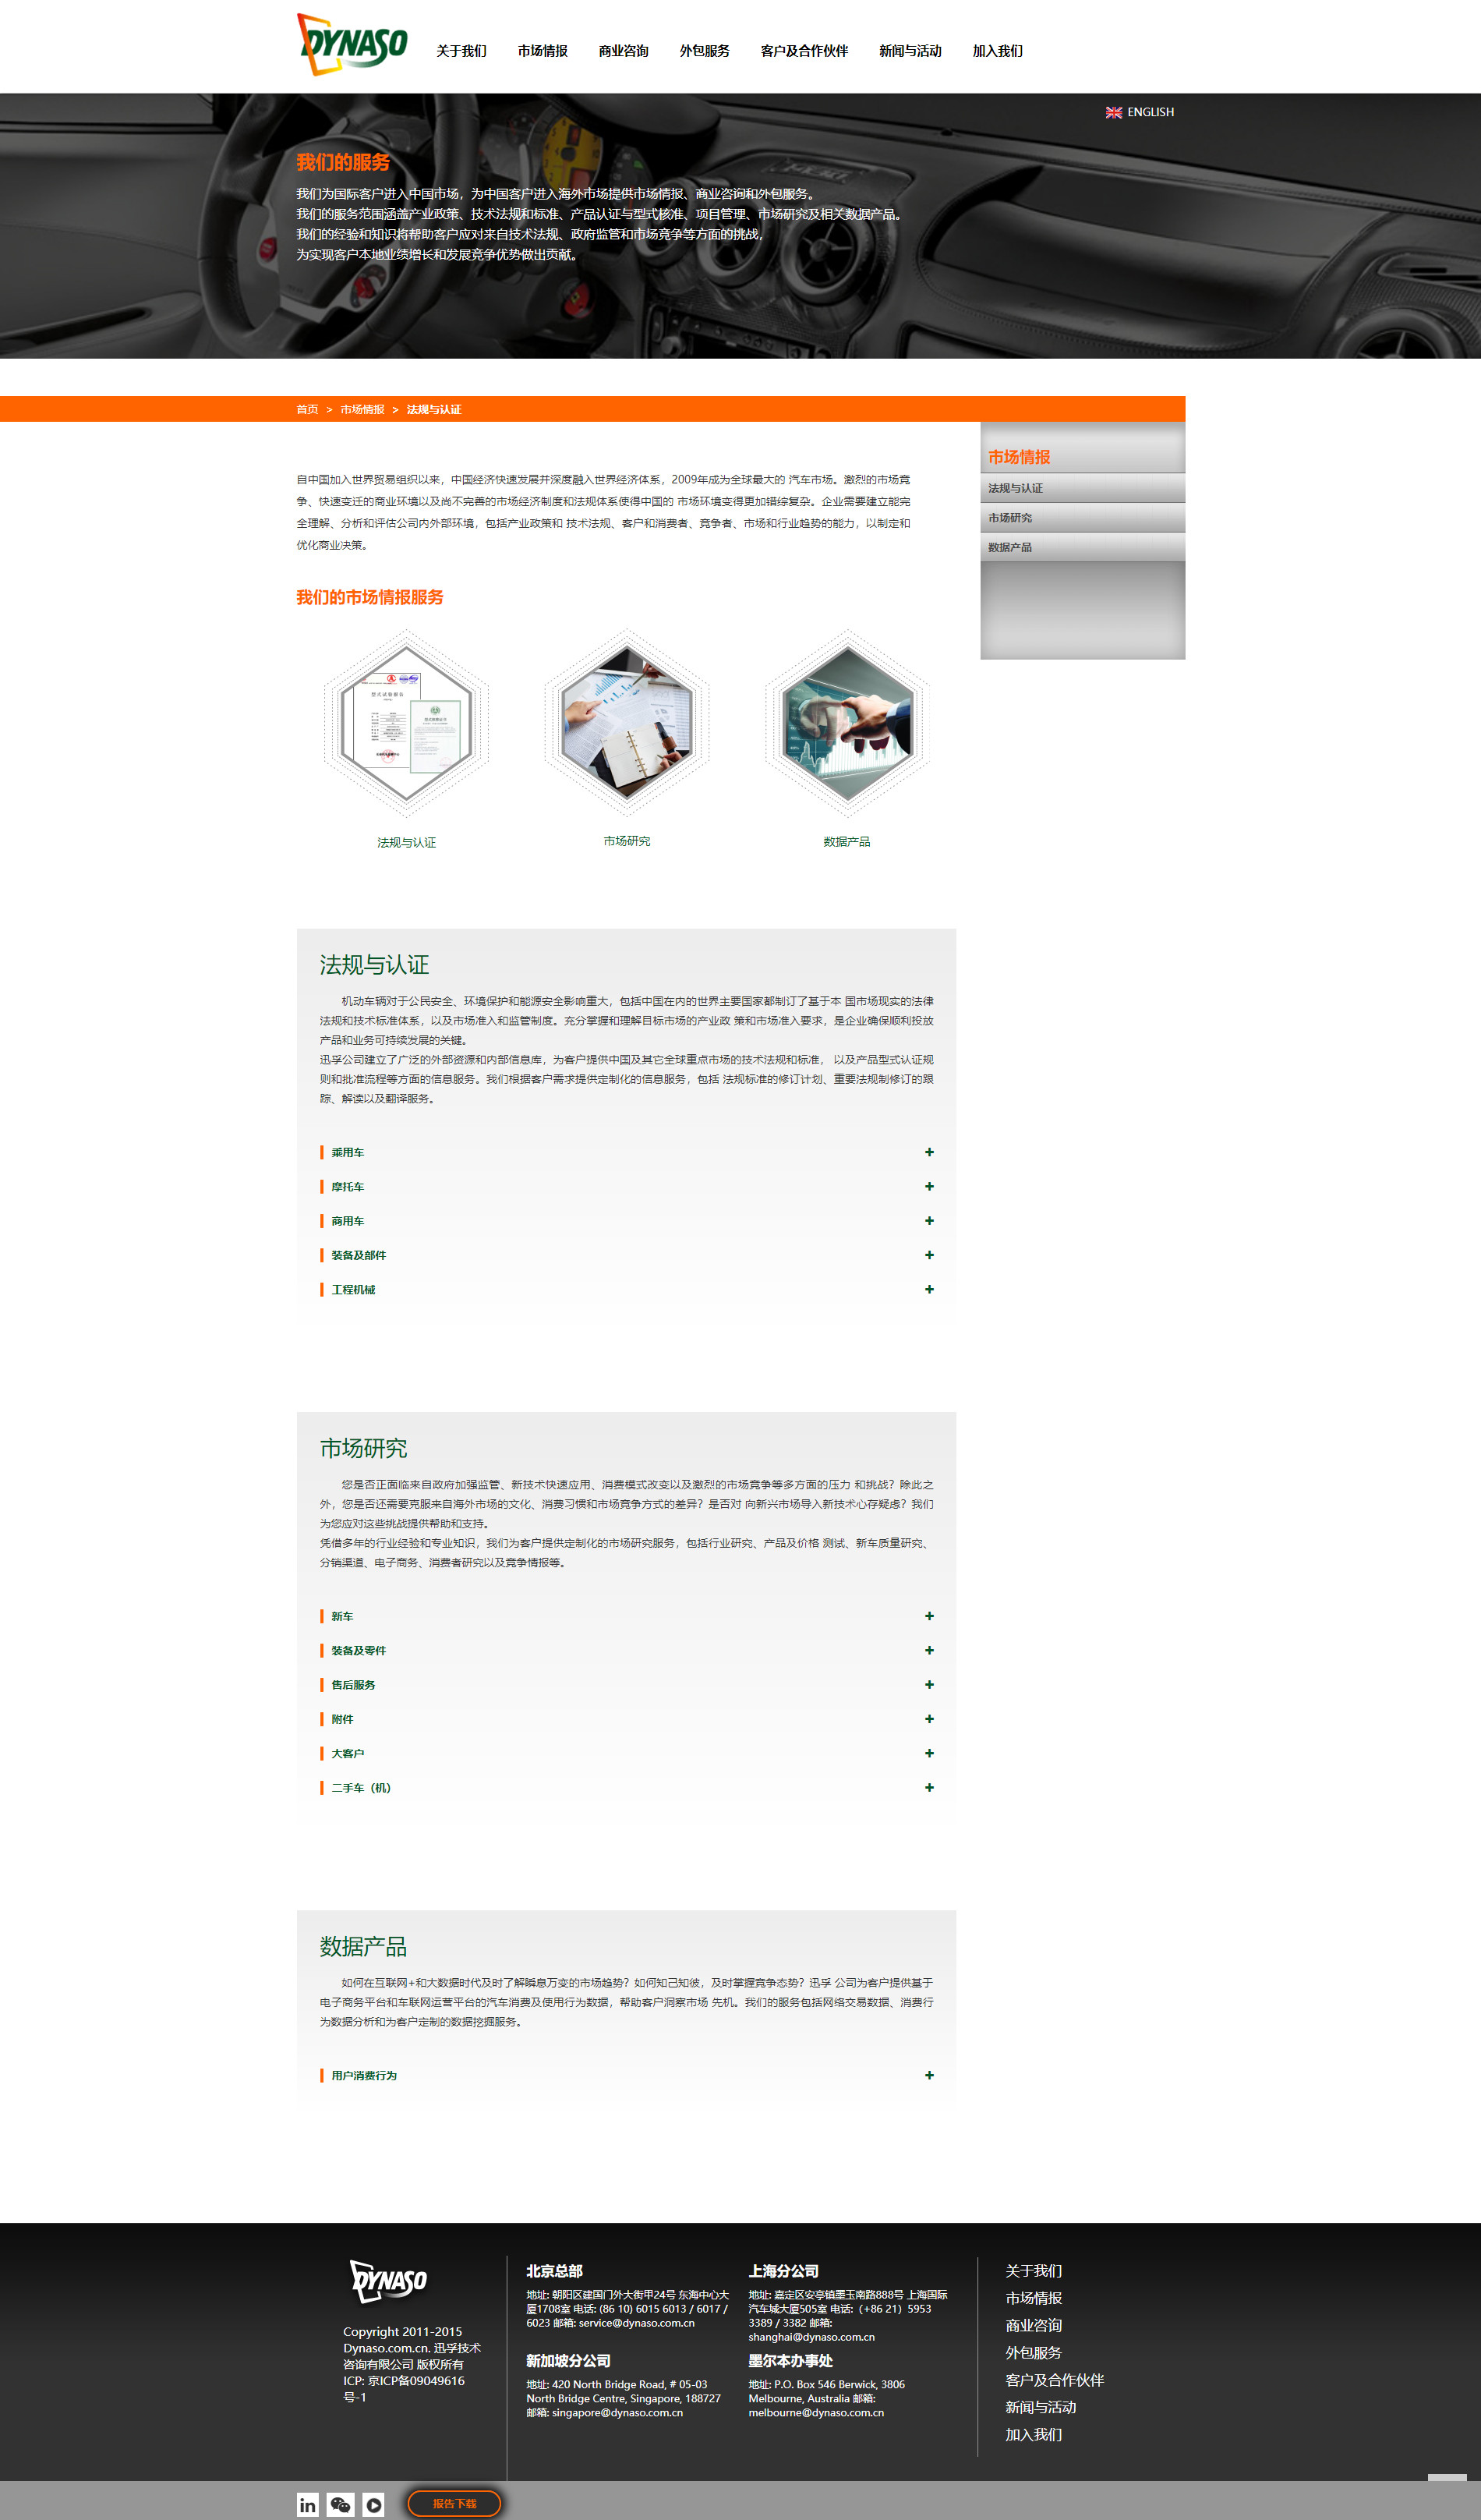 DYNASO
关于我们 市场情报 商业咨询 外包服务 客户及合作伙伴 新闻与活动 加入我们
ENGLISH
我们的服务
我们为国际客户进入中国市场，为中国客户进入海外市场提供市场情报、商业咨询和外包服务。
我们的服务范围涵盖产业政策、技术法规和标准、产品认证与型式核准、项目管理、市场研究及相关数据产品。
我们的经验和知识将帮助客户应对来自技术法规、政府监管和市场竞争等方面的挑战，
为实现客户本地业绩增长和发展竞争优势做出贡献。
首页 > 市场情报 > 法规与认证
市场情报
法规与认证
市场研究
数据产品
自中国加入世界贸易组织以来，中国经济快速发展并深度融入世界经济体系，2009年成为全球最大的 汽车市场。激烈的市场竞
争、快速变迁的商业环境以及尚不完善的市场经济制度和法规体系使得中国的 市场环境变得更加错综复杂。企业需要建立能完
全理解、分析和评估公司内外部环境，包括产业政策和 技术法规、客户和消费者、竞争者、市场和行业趋势的能力，以制定和
优化商业决策。
我们的市场情报服务
法规与认证
市场研究
数据产品
法规与认证
机动车辆对于公民安全、环境保护和能源安全影响重大，包括中国在内的世界主要国家都制订了基于本 国市场现实的法律
法规和技术标准体系，以及市场准入和监管制度。充分掌握和理解目标市场的产业政 策和市场准入要求，是企业确保顺利投放
产品和业务可持续发展的关键。
迅孚公司建立了广泛的外部资源和内部信息库，为客户提供中国及其它全球重点市场的技术法规和标准， 以及产品型式认证规
则和批准流程等方面的信息服务。我们根据客户需求提供定制化的信息服务，包括 法规标准的修订计划、重要法规制修订的跟
踪、解读以及翻译服务。
乘用车 +
摩托车 +
商用车 +
装备及部件 +
工程机械 +
市场研究
您是否正面临来自政府加强监管、新技术快速应用、消费模式改变以及激烈的市场竞争等多方面的压力 和挑战？除此之
外，您是否还需要克服来自海外市场的文化、消费习惯和市场竞争方式的差异？是否对 向新兴市场导入新技术心存疑虑？我们
为您应对这些挑战提供帮助和支持。
凭借多年的行业经验和专业知识，我们为客户提供定制化的市场研究服务，包括行业研究、产品及价格 测试、新车质量研究、
分销渠道、电子商务、消费者研究以及竞争情报等。
新车 +
装备及零件 +
售后服务 +
附件 +
大客户 +
二手车（机） +
数据产品
如何在互联网+和大数据时代及时了解瞬息万变的市场趋势？如何知己知彼，及时掌握竞争态势？迅孚 公司为客户提供基于
电子商务平台和车联网运营平台的汽车消费及使用行为数据，帮助客户洞察市场 先机。我们的服务包括网络交易数据、消费行
为数据分析和为客户定制的数据挖掘服务。
用户消费行为 +
DYNASO
Copyright 2011-2015
Dynaso.com.cn. 迅孚技术
咨询有限公司 版权所有
ICP: 京ICP备09049616
号-1
北京总部
地址: 朝阳区建国门外大街甲24号 东海中心大
厦1708室 电话: (86 10) 6015 6013 / 6017 /
6023 邮箱: service@dynaso.com.cn
上海分公司
地址: 嘉定区安亭镇墨玉南路888号 上海国际
汽车城大厦505室 电话:（+86 21）5953
3389 / 3382 邮箱:
shanghai@dynaso.com.cn
新加坡分公司
地址: 420 North Bridge Road, # 05-03
North Bridge Centre, Singapore, 188727
邮箱: singapore@dynaso.com.cn
墨尔本办事处
地址: P.O. Box 546 Berwick, 3806
Melbourne, Australia 邮箱:
melbourne@dynaso.com.cn
关于我们
市场情报
商业咨询
外包服务
客户及合作伙伴
新闻与活动
加入我们
in
报告下载